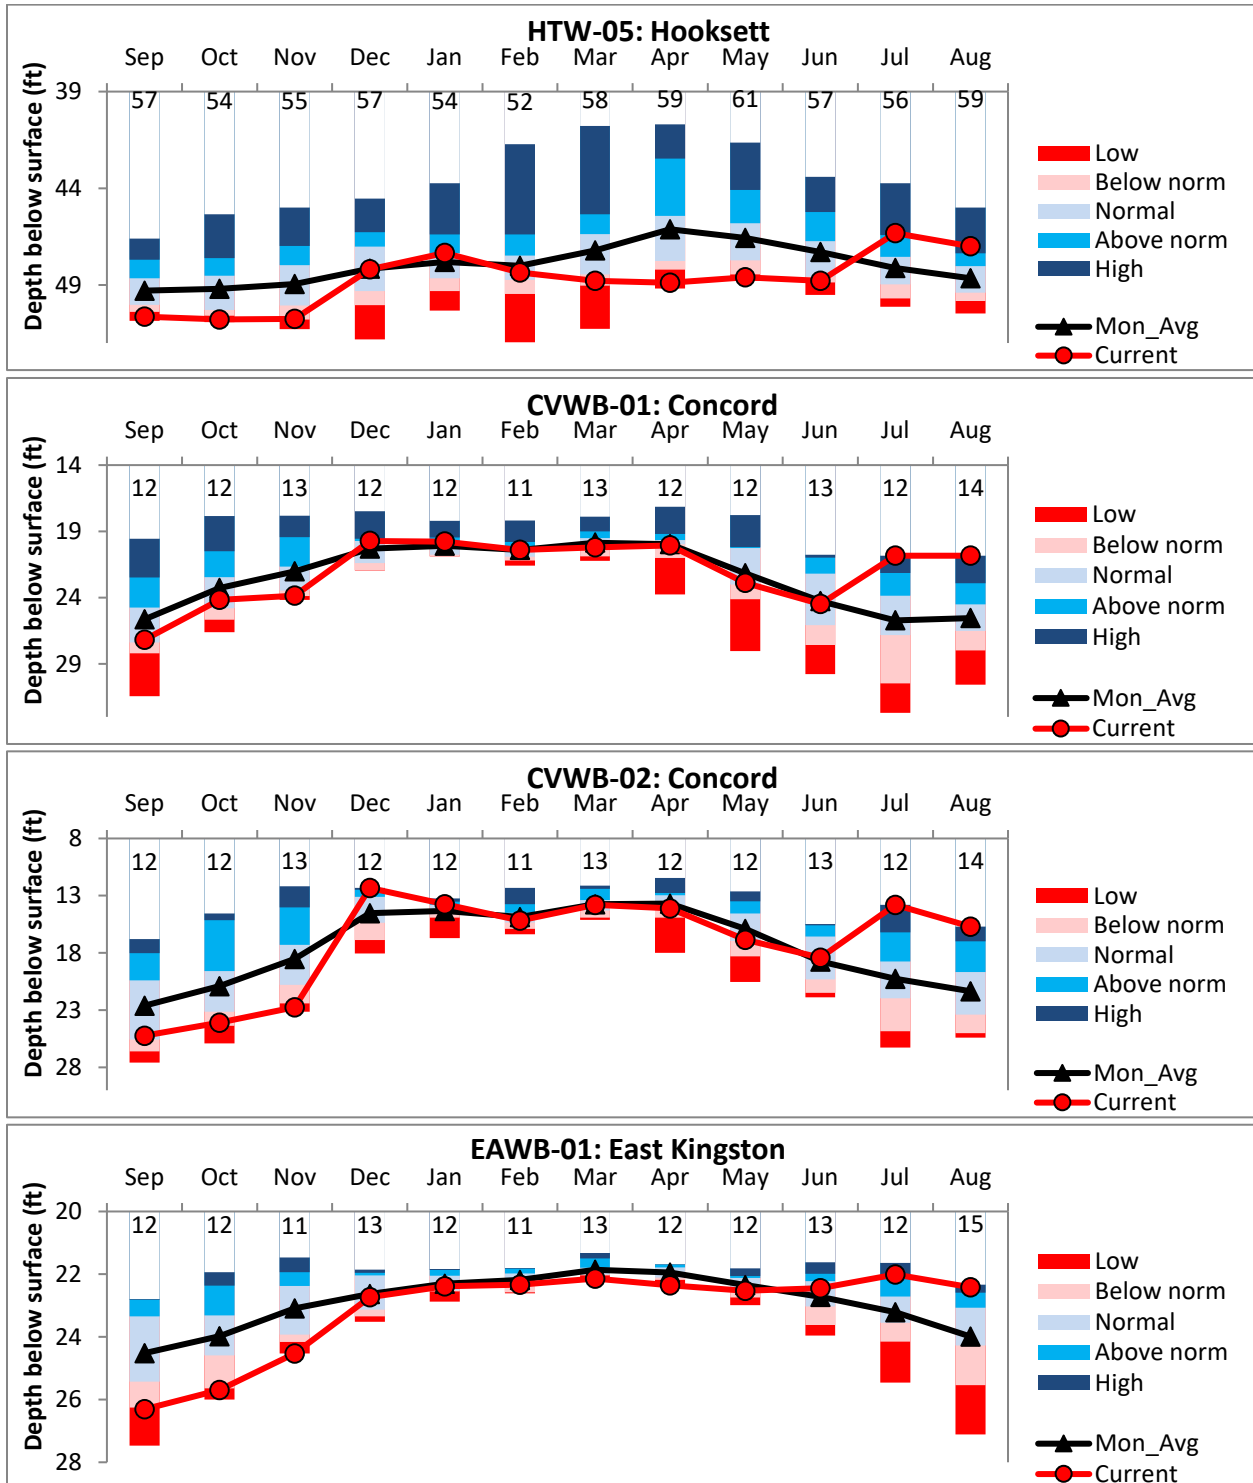 HTW-05: Hooksett
Sep Oct Nov Dec Jan Feb Mar Apr May Jun Jul Aug
Depth below surface (ft)
39
44
49
57 54 55 57 54 52 58 59 61 57 56 59
Low
Below norm
Normal
Above norm
High
Mon_Avg
Current
CVWB-01: Concord
Sep Oct Nov Dec Jan Feb Mar Apr May Jun Jul Aug
Depth below surface (ft)
14
19
24
29
12 12 13 12 12 11 13 12 12 13 12 14
Low
Below norm
Normal
Above norm
High
Mon_Avg
Current
CVWB-02: Concord
Sep Oct Nov Dec Jan Feb Mar Apr May Jun Jul Aug
Depth below surface (ft)
8
13
18
23
28
12 12 13 12 12 11 13 12 12 13 12 14
Low
Below norm
Normal
Above norm
High
Mon_Avg
Current
EAWB-01: East Kingston
Sep Oct Nov Dec Jan Feb Mar Apr May Jun Jul Aug
Depth below surface (ft)
20
22
24
26
28
12 12 11 13 12 11 13 12 12 13 12 15
Low
Below norm
Normal
Above norm
High
Mon_Avg
Current